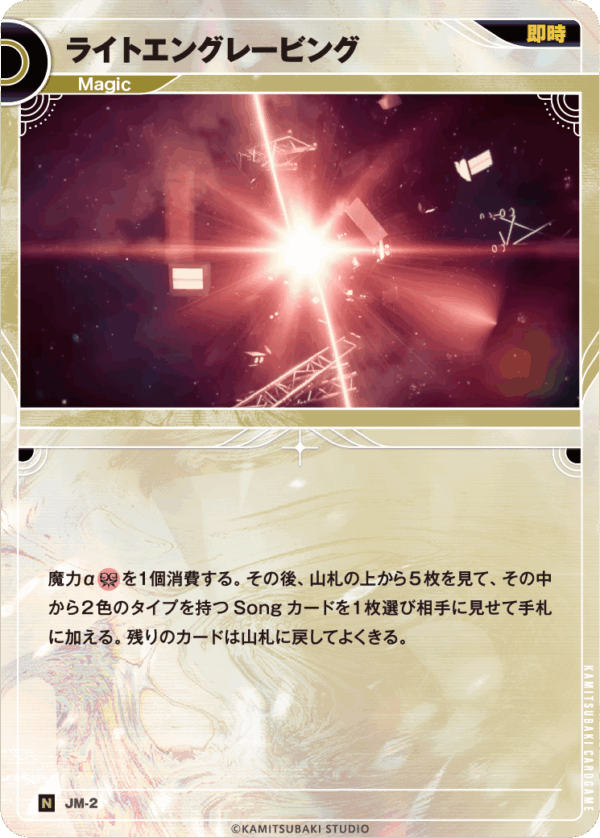 ライトエングレービング
即時
Magic
魔力αを1個消費する。その後、山札の上から5枚を見て、その中
から2色のタイプを持つ Song カードを1枚選び相手に見せて手札
に加える。残りのカードは山札に戻してよくきる。
KAMITSUBAKI CARDGAME
N JM-2
©KAMITSUBAKI STUDIO